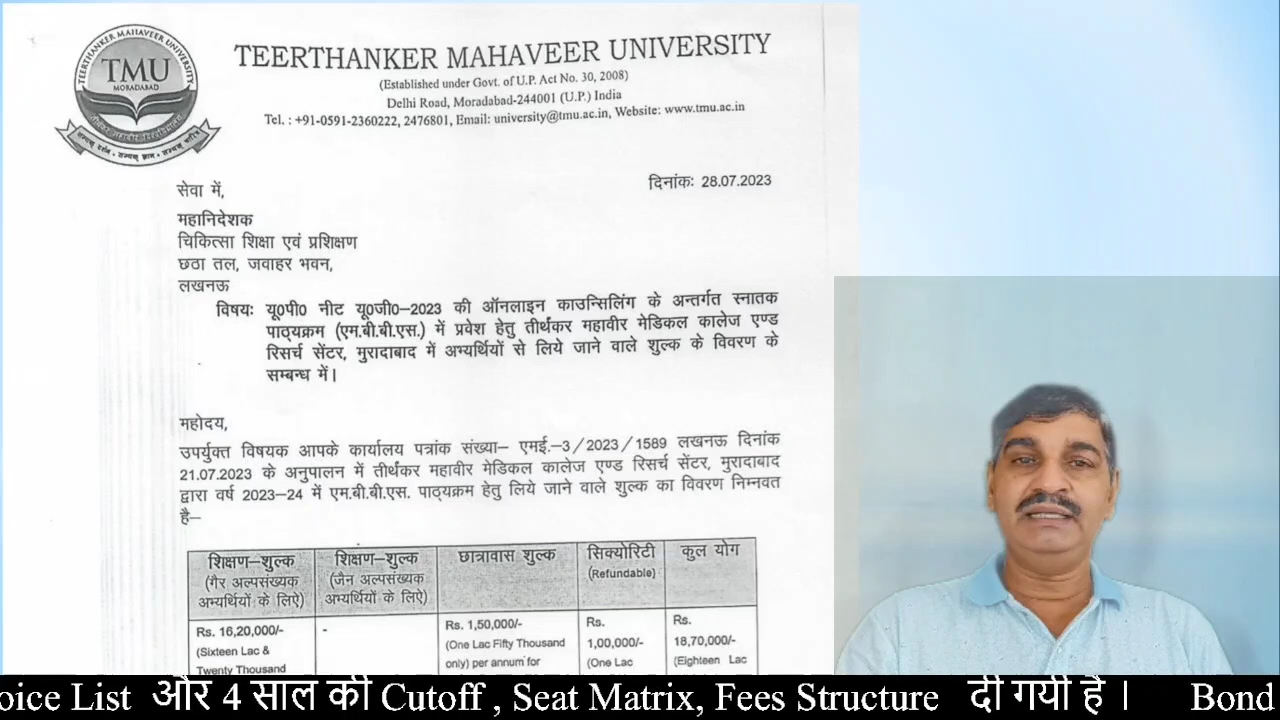 TEERTHANKER MAHAVEER UNIVERSITY
TMU
MORADABAD
TEERTHANKER MAHAVEER UNIVERSITY
(Established under Govt. of U.P. Act No. 30, 2008)
Delhi Road, Moradabad-244001 (U.P.) India
Tel. : +91-0591-2360222, 2476801, Email: university@tmu.ac.in, Website: www.tmu.ac.in
सेवा में,
दिनांकः 28.07.2023
महानिदेशक
चिकित्सा शिक्षा एवं प्रशिक्षण
छठा तल, जवाहर भवन,
लखनऊ
विषयः यू0पी0 नीट यू0जी0–2023 की ऑनलाइन काउन्सिलिंग के अन्तर्गत स्नातक
पाठ्यक्रम (एम.बी.बी.एस.) में प्रवेश हेतु तीर्थंकर महावीर मेडिकल कालेज एण्ड
रिसर्च सेंटर, मुरादाबाद में अभ्यर्थियों से लिये जाने वाले शुल्क के विवरण के
सम्बन्ध में।
महोदय,
उपर्युक्त विषयक आपके कार्यालय पत्रांक संख्या– एमई.–3/2023/1589 लखनऊ दिनांक
21.07.2023 के अनुपालन में तीर्थंकर महावीर मेडिकल कालेज एण्ड रिसर्च सेंटर, मुरादाबाद
द्वारा वर्ष 2023–24 में एम.बी.बी.एस. पाठ्यक्रम हेतु लिये जाने वाले शुल्क का विवरण निम्नवत
है–
शिक्षण–शुल्क शिक्षण–शुल्क छात्रावास शुल्क सिक्योरिटी कुल योग
(गैर अल्पसंख्यक (जैन अल्पसंख्यक (Refundable)
अभ्यर्थियों के लिऐ) अभ्यर्थियों के लिऐ)
Rs. 16,20,000/- - Rs. 1,50,000/- Rs. Rs.
(Sixteen Lac & (One Lac Fifty Thousand 1,00,000/- 18,70,000/-
Twenty Thousand only) per annum for (One Lac (Eighteen Lac
oice List और 4 साल की Cutoff , Seat Matrix, Fees Structure दी गयी है । Bond